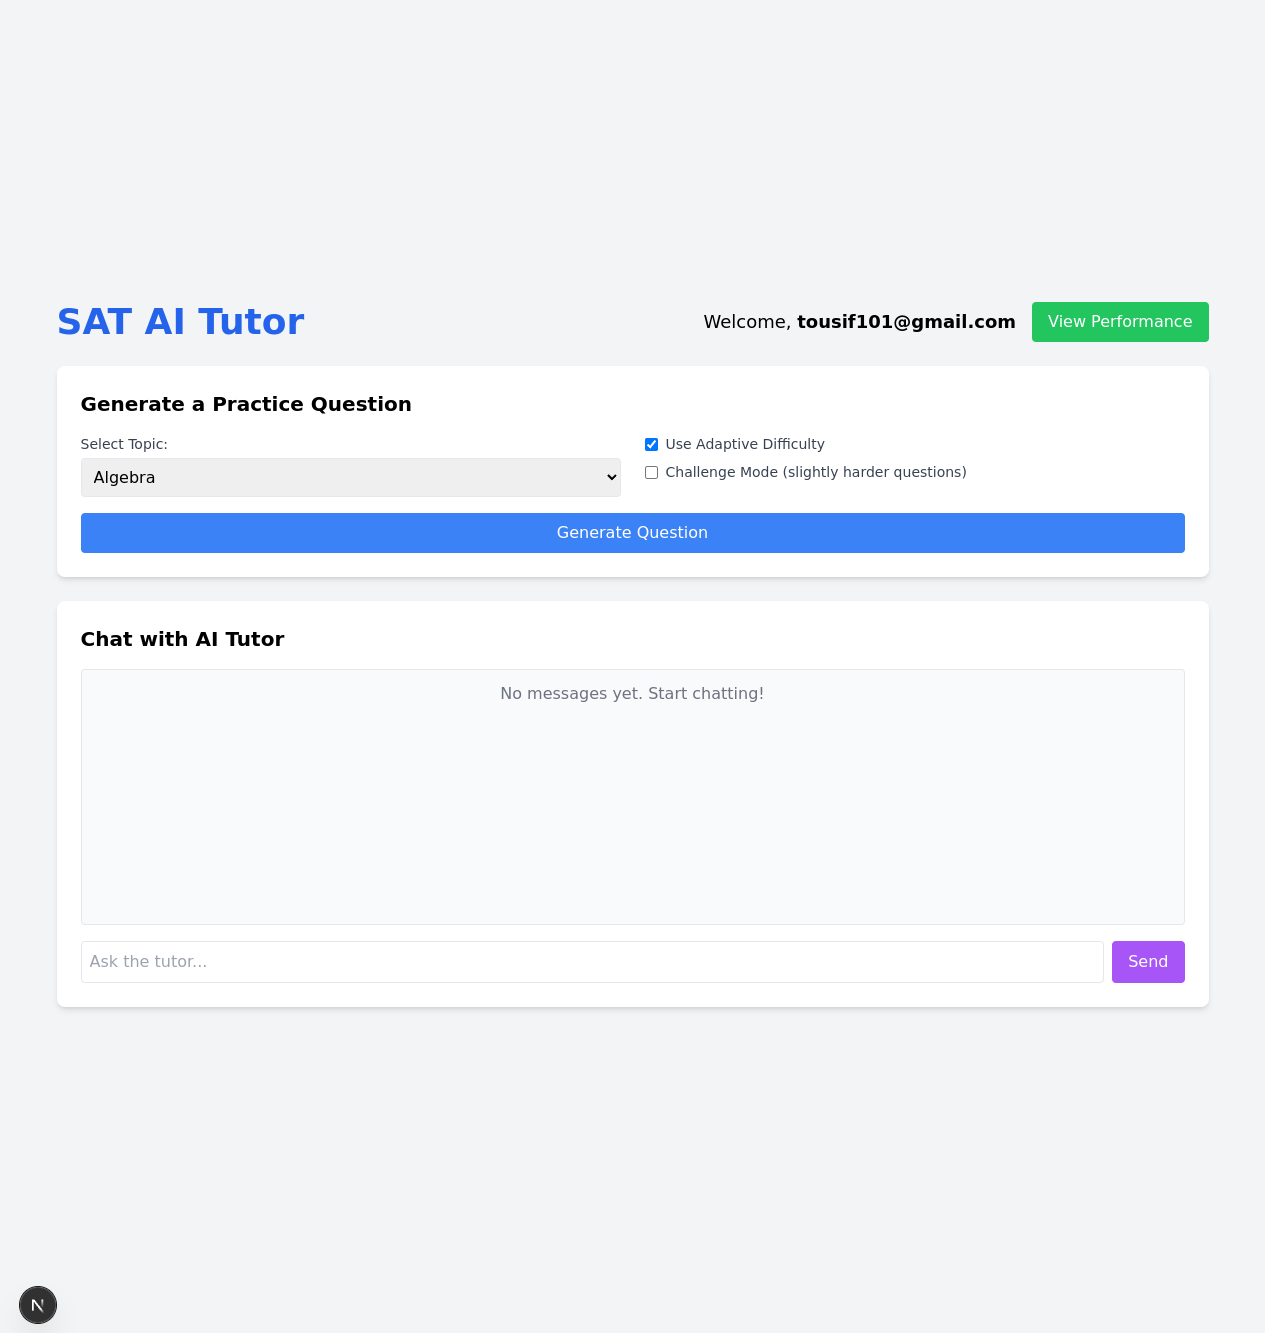 SAT AI Tutor
Welcome, tousif101@gmail.com
View Performance
Generate a Practice Question
Select Topic:
Algebra
Use Adaptive Difficulty
Challenge Mode (slightly harder questions)
Generate Question
Chat with AI Tutor
No messages yet. Start chatting!
Ask the tutor...
Send
N